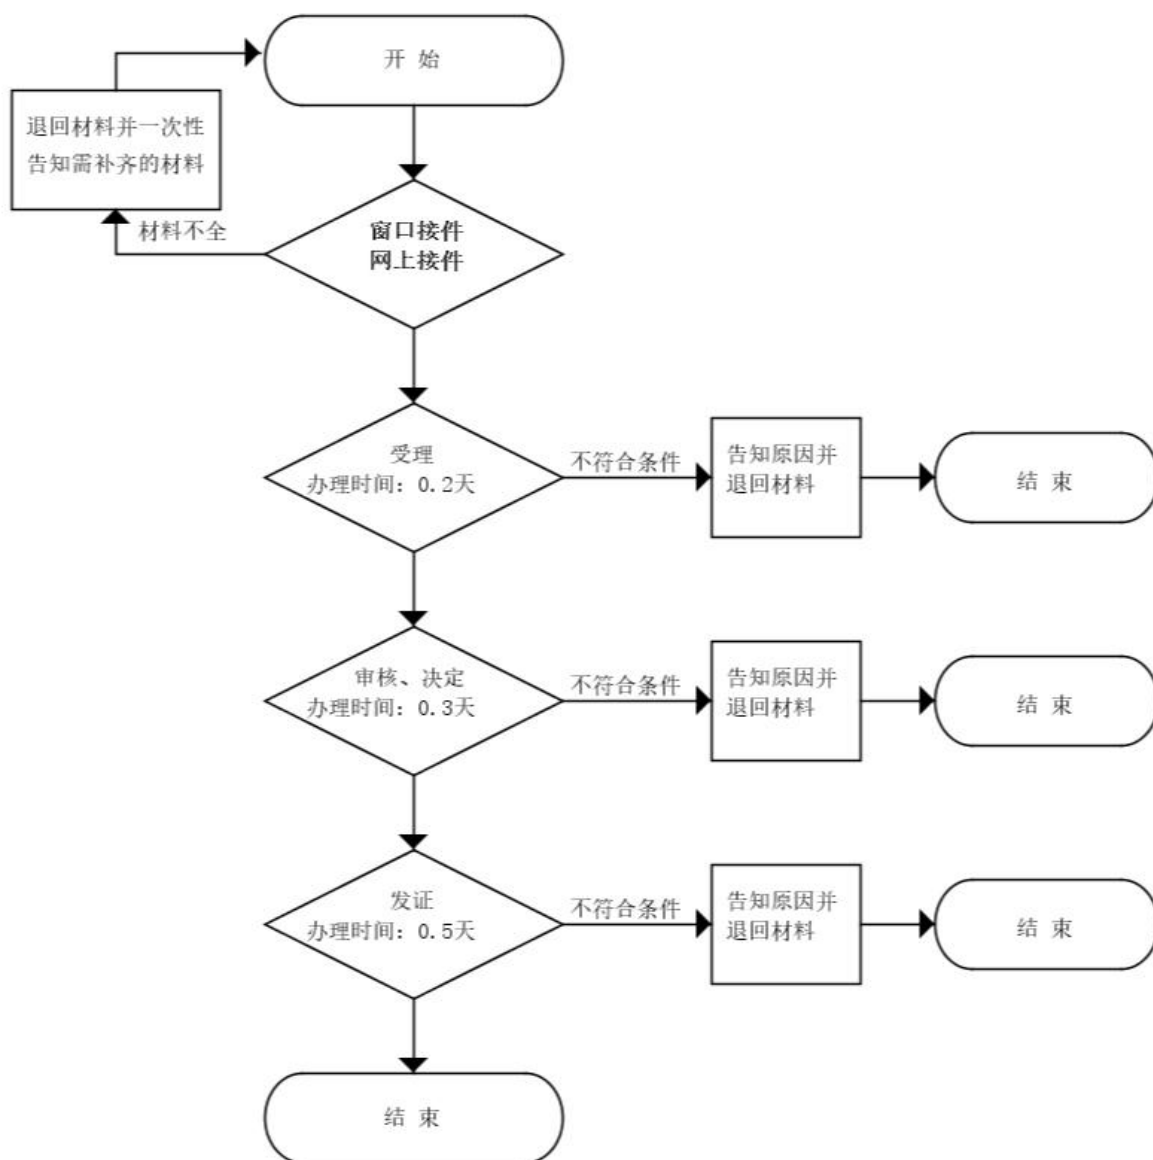 开 始
退回材料并一次性
告知需补齐的材料
材料不全
窗口接件
网上接件
受理
办理时间：0.2天
不符合条件
告知原因并
退回材料
结 束
审核、决定
办理时间：0.3天
不符合条件
告知原因并
退回材料
结 束
发证
办理时间：0.5天
不符合条件
告知原因并
退回材料
结 束
结 束